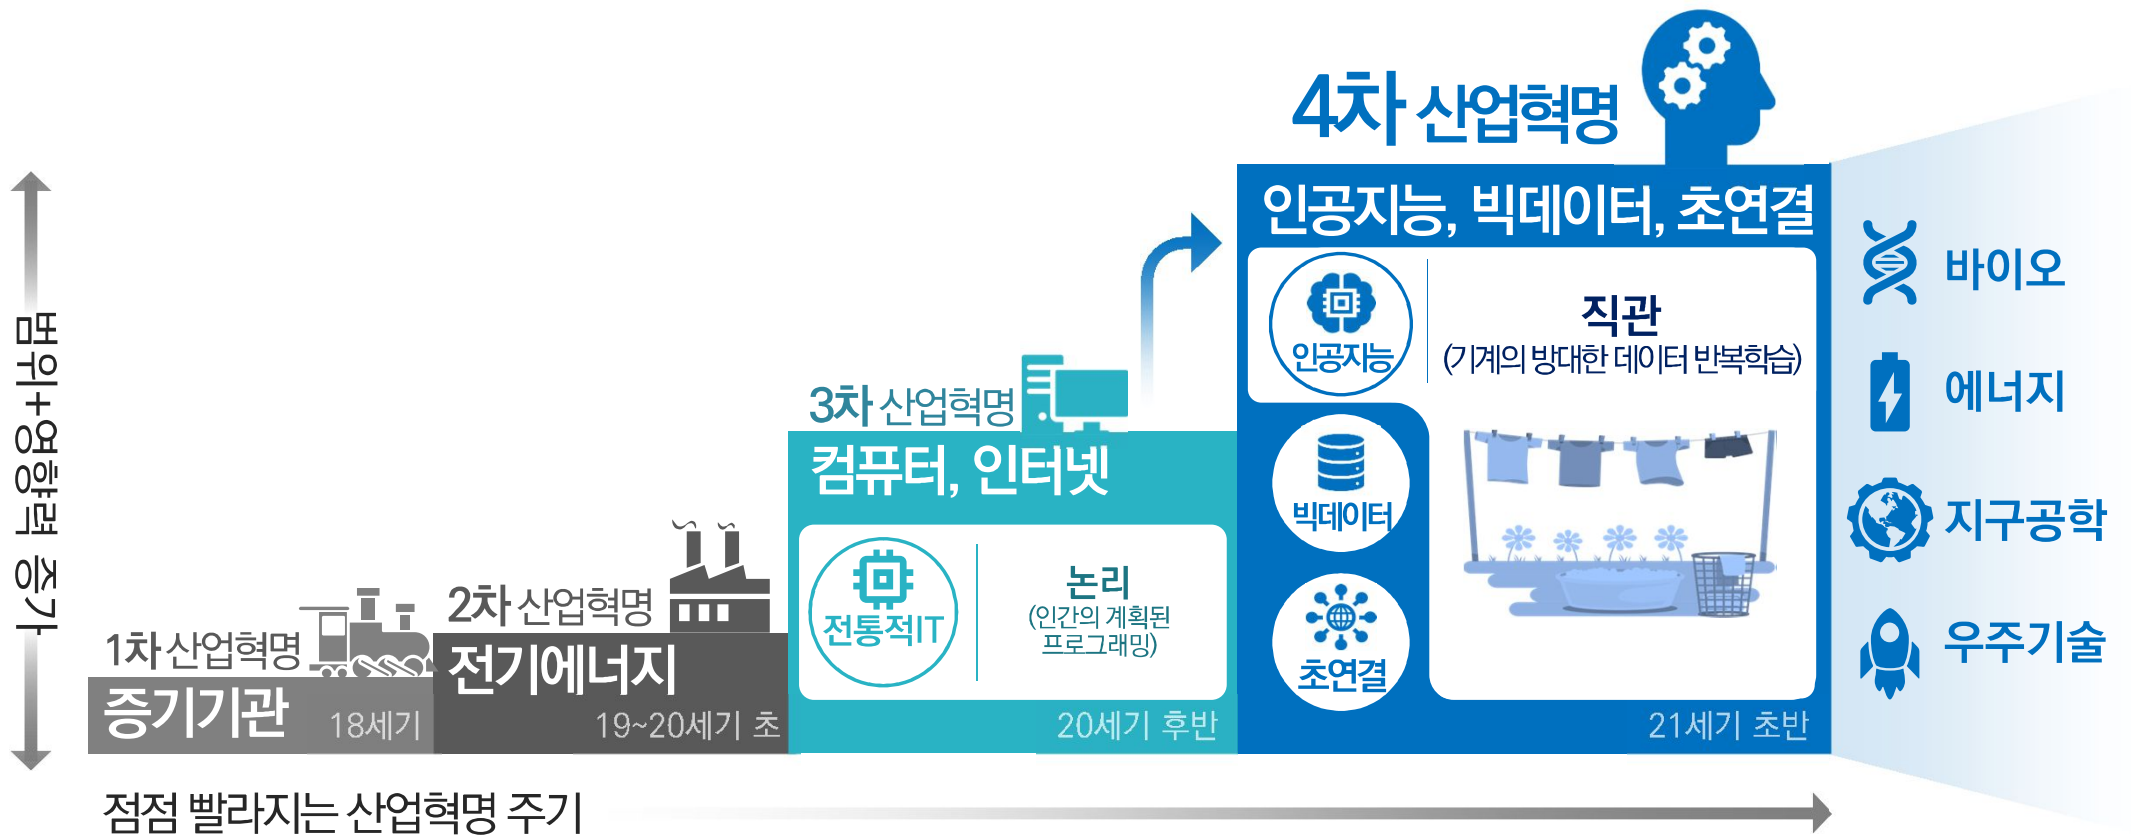 범위+영향력 증가
1차 산업혁명
증기기관
18세기
2차 산업혁명
전기에너지
19~20세기 초
3차 산업혁명
컴퓨터, 인터넷
전통적IT
논리
(인간의 계획된
프로그래밍)
20세기 후반
4차 산업혁명
인공지능, 빅데이터, 초연결
인공지능
직관
(기계의 방대한 데이터 반복학습)
빅데이터
초연결
21세기 초반
바이오
에너지
지구공학
우주기술
점점 빨라지는 산업혁명 주기